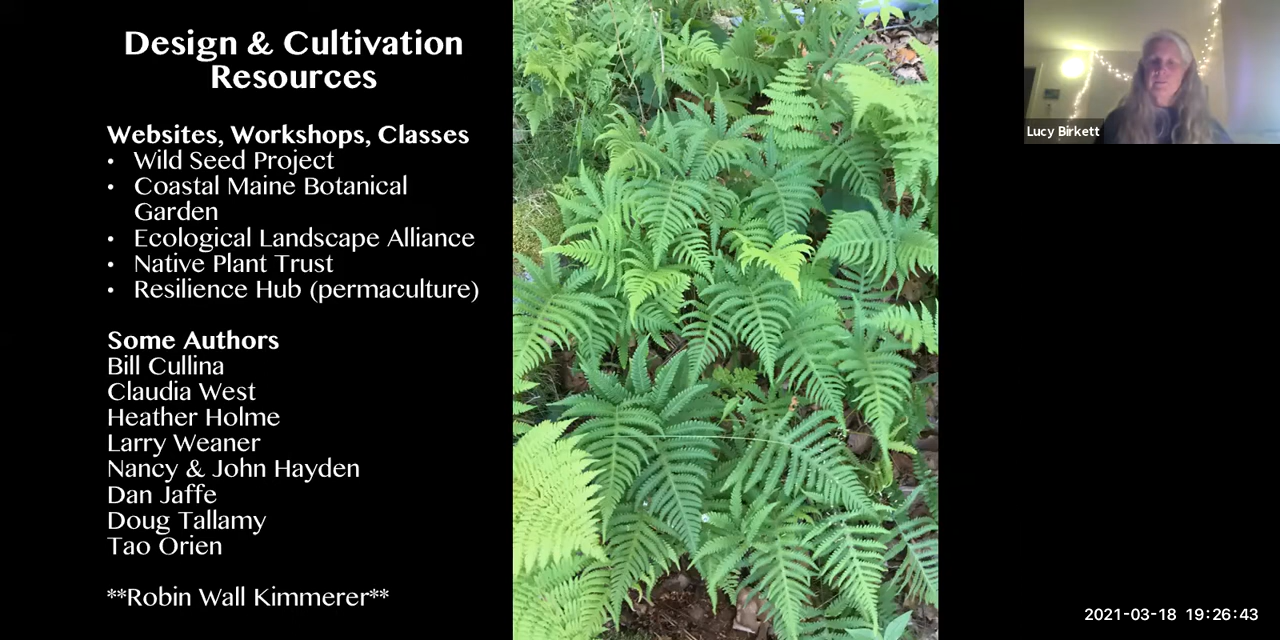 Design & Cultivation
Resources
Websites, Workshops, Classes
• Wild Seed Project
• Coastal Maine Botanical
Garden
• Ecological Landscape Alliance
• Native Plant Trust
• Resilience Hub (permaculture)
Some Authors
Bill Cullina
Claudia West
Heather Holme
Larry Weaner
Nancy & John Hayden
Dan Jaffe
Doug Tallamy
Tao Orien
**Robin Wall Kimmerer**
Lucy Birkett
2021-03-18 19:26:43